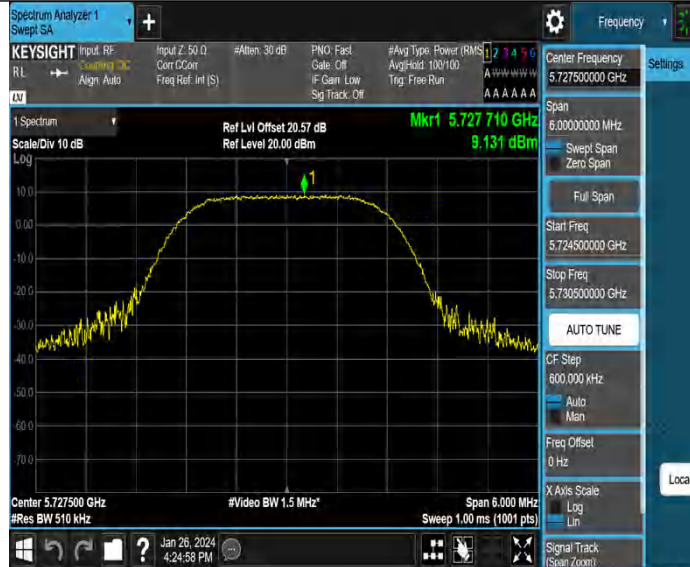 Spectrum Analyzer 1
Swept SA
+
Frequency
KEYSIGHT
RL
LXI
Input: RF
Coupling: DC
Align: Auto
Input Z: 50 Ω
Corr CCorr
Freq Ref: Int (S)
#Atten: 30 dB
PNO: Fast
Gate: Off
IF Gain: Low
Sig Track: Off
#Avg Type: Power (RMS
Avg|Hold: 100/100
Trig: Free Run
1 2 3 4 5 6
A W W W W W
A A A A A A
1 Spectrum
Scale/Div 10 dB
Log
Ref Lvl Offset 20.57 dB
Ref Level 20.00 dBm
Mkr1 5.727 710 GHz
9.131 dBm
1
10.0
0.00
-10.0
-20.0
-30.0
-50.0
-60.0
-70.0
Center 5.727500 GHz
#Res BW 510 kHz
#Video BW 1.5 MHz*
Span 6.000 MHz
Sweep 1.00 ms (1001 pts)
?
Jan 26, 2024
4:24:58 PM
Center Frequency
5.727500000 GHz
Span
6.00000000 MHz
Swept Span
Zero Span
Full Span
Start Freq
5.724500000 GHz
Stop Freq
5.730500000 GHz
AUTO TUNE
CF Step
600.000 kHz
Auto
Man
Freq Offset
0 Hz
X Axis Scale
Log
Lin
Signal Track
(Span Zoom)
Settings
Loca